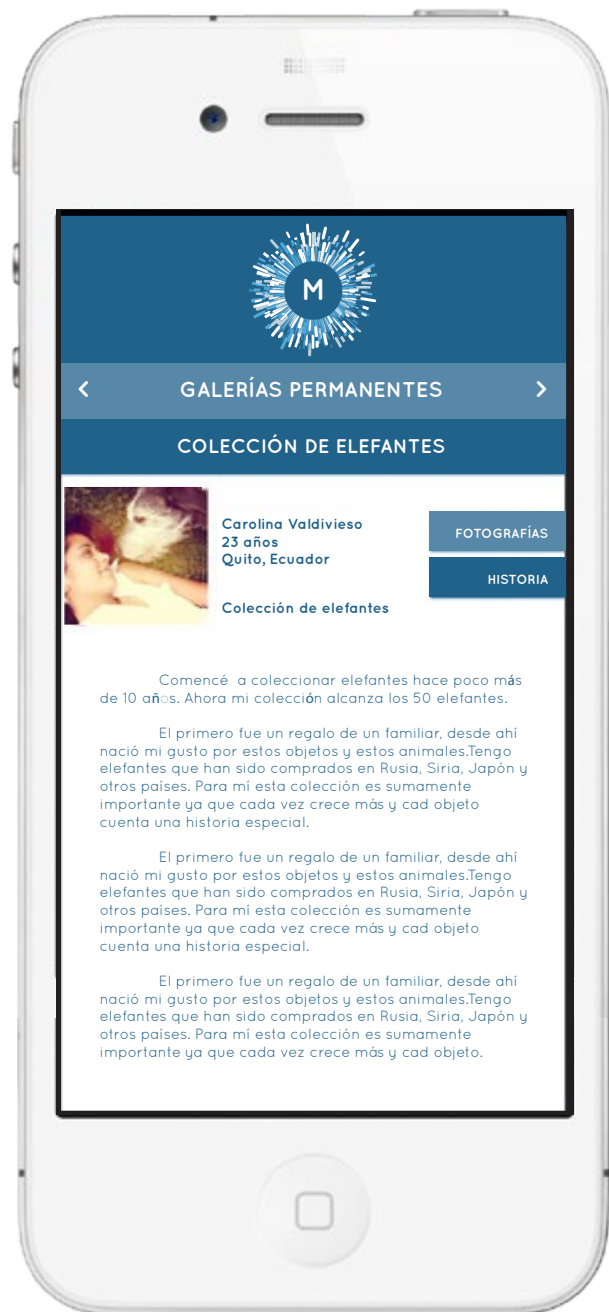 M
GALERÍAS PERMANENTES
COLECCIÓN DE ELEFANTES
Carolina Valdivieso
23 años
Quito, Ecuador
Colección de elefantes
FOTOGRAFÍAS
HISTORIA
Comencé a coleccionar elefantes hace poco más
de 10 años. Ahora mi colección alcanza los 50 elefantes.
El primero fue un regalo de un familiar, desde ahí
nació mi gusto por estos objetos y estos animales.Tengo
elefantes que han sido comprados en Rusia, Siria, Japón y
otros países. Para mí esta colección es sumamente
importante ya que cada vez crece más y cad objeto
cuenta una historia especial.
El primero fue un regalo de un familiar, desde ahí
nació mi gusto por estos objetos y estos animales.Tengo
elefantes que han sido comprados en Rusia, Siria, Japón y
otros países. Para mí esta colección es sumamente
importante ya que cada vez crece más y cad objeto
cuenta una historia especial.
El primero fue un regalo de un familiar, desde ahí
nació mi gusto por estos objetos y estos animales.Tengo
elefantes que han sido comprados en Rusia, Siria, Japón y
otros países. Para mí esta colección es sumamente
importante ya que cada vez crece más y cad objeto.